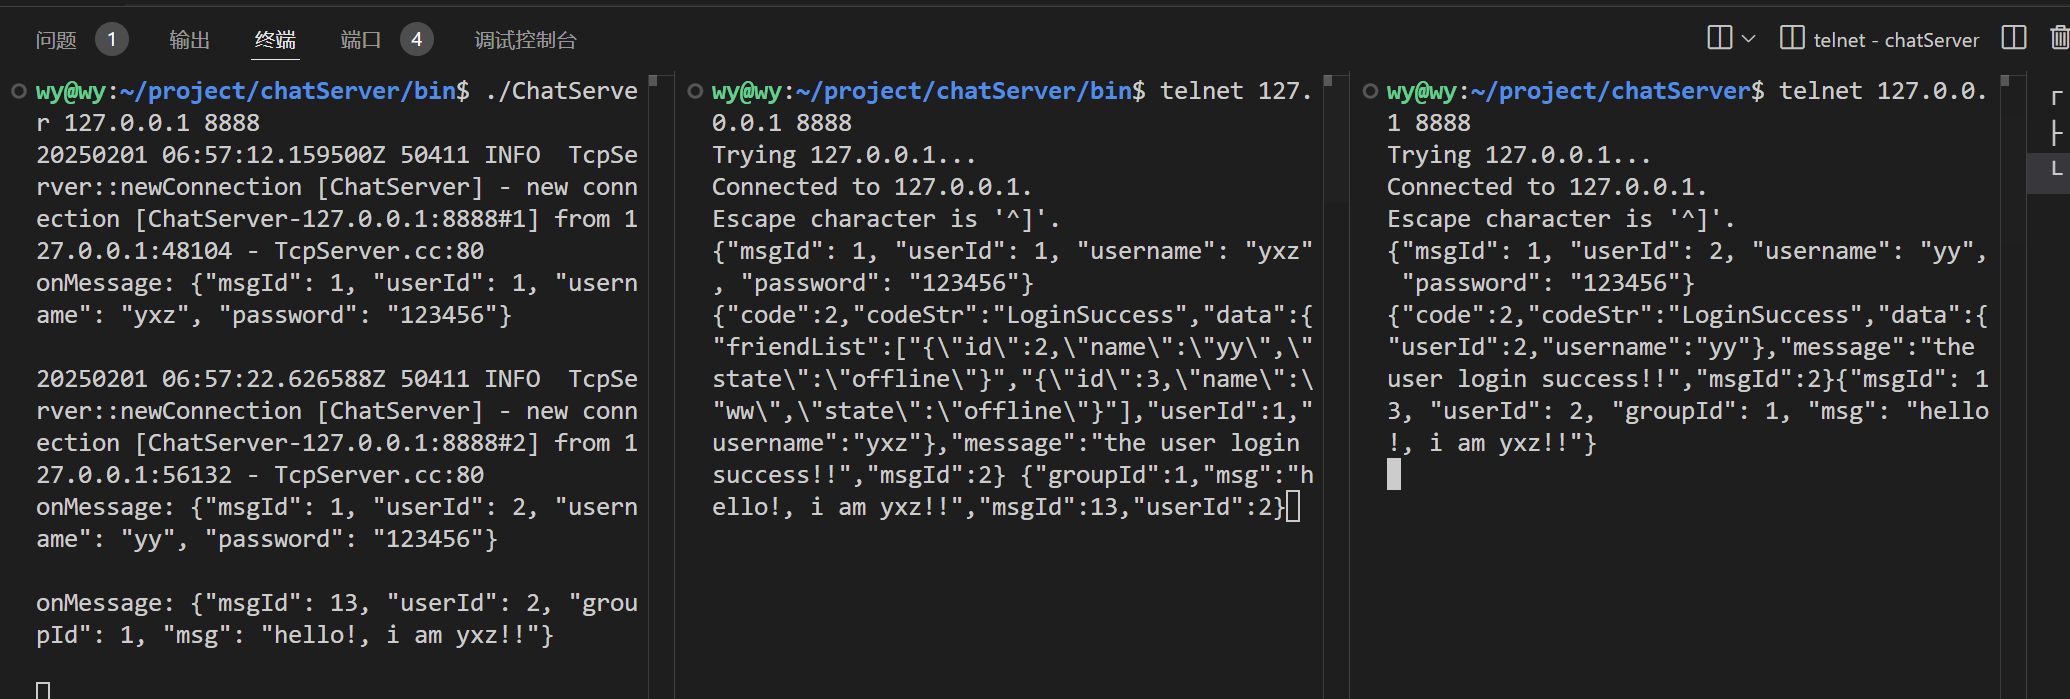 问题 1 输出 终端 端口 4 调试控制台 telnet - chatServer
wy@wy:~/project/chatServer/bin$ ./ChatServe
r 127.0.0.1 8888
20250201 06:57:12.159500Z 50411 INFO  TcpSe
rver::newConnection [ChatServer] - new conn
ection [ChatServer-127.0.0.1:8888#1] from 1
27.0.0.1:48104 - TcpServer.cc:80
onMessage: {"msgId": 1, "userId": 1, "usern
ame": "yxz", "password": "123456"}
20250201 06:57:22.626588Z 50411 INFO  TcpSe
rver::newConnection [ChatServer] - new conn
ection [ChatServer-127.0.0.1:8888#2] from 1
27.0.0.1:56132 - TcpServer.cc:80
onMessage: {"msgId": 1, "userId": 2, "usern
ame": "yy", "password": "123456"}
onMessage: {"msgId": 13, "userId": 2, "grou
pId": 1, "msg": "hello!, i am yxz!!"}
wy@wy:~/project/chatServer/bin$ telnet 127.
0.0.1 8888
Trying 127.0.0.1...
Connected to 127.0.0.1.
Escape character is '^]'.
{"msgId": 1, "userId": 1, "username": "yxz"
, "password": "123456"}
{"code":2,"codeStr":"LoginSuccess","data":{
"friendList":["{\"id\":2,\"name\":\"yy\",\"
state\":\"offline\"}","{\"id\":3,\"name\":\
"ww\",\"state\":\"offline\"}"],"userId":1,"
username":"yxz"},"message":"the user login
success!!","msgId":2} {"groupId":1,"msg":"h
ello!, i am yxz!!","msgId":13,"userId":2}
wy@wy:~/project/chatServer$ telnet 127.0.0.
1 8888
Trying 127.0.0.1...
Connected to 127.0.0.1.
Escape character is '^]'.
{"msgId": 1, "userId": 2, "username": "yy",
 "password": "123456"}
{"code":2,"codeStr":"LoginSuccess","data":{
"userId":2,"username":"yy"},"message":"the
user login success!!","msgId":2}{"msgId": 1
3, "userId": 2, "groupId": 1, "msg": "hello
!, i am yxz!!"}